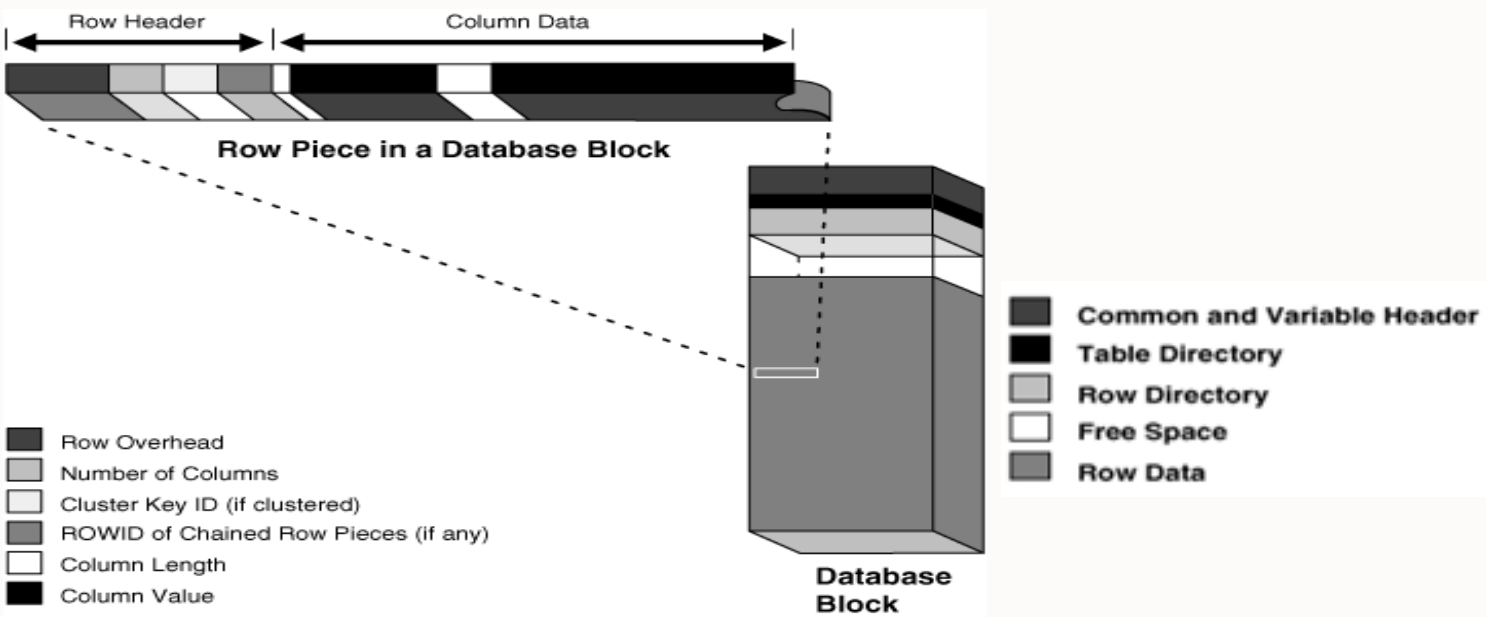 Row Header
Column Data
Row Piece in a Database Block
Row Overhead
Number of Columns
Cluster Key ID (if clustered)
ROWID of Chained Row Pieces (if any)
Column Length
Column Value
Database
Block
Common and Variable Header
Table Directory
Row Directory
Free Space
Row Data